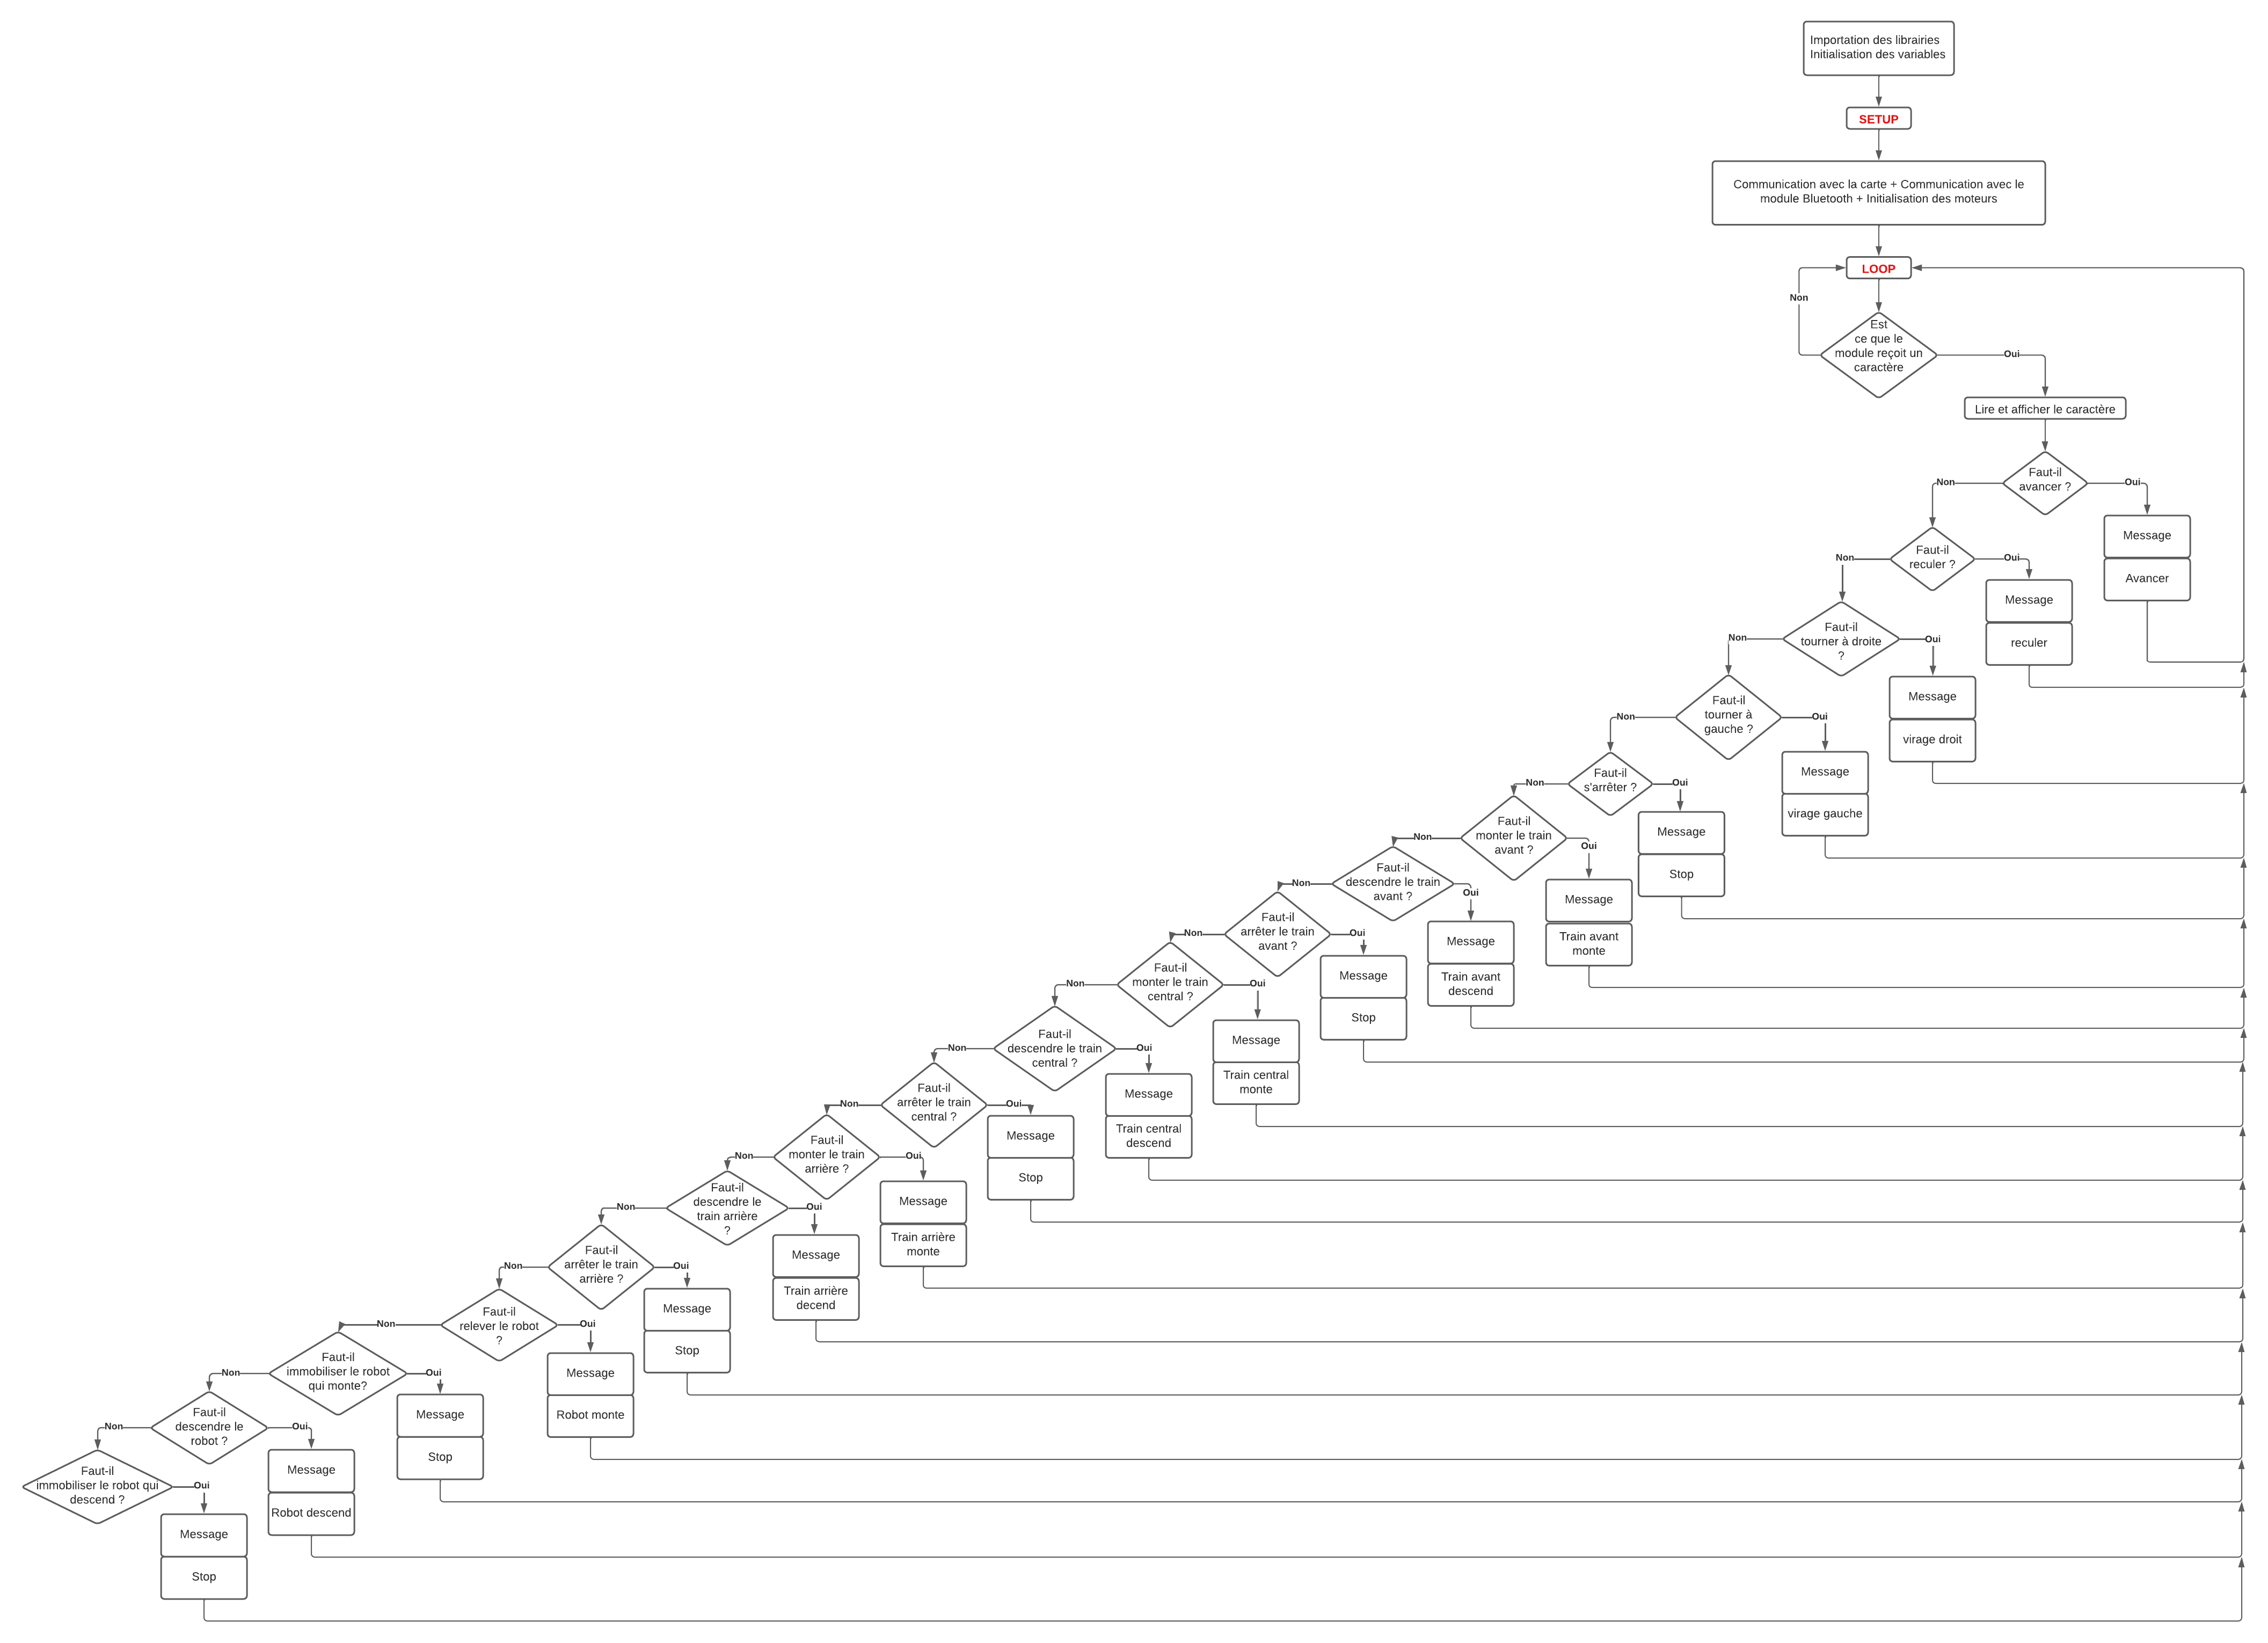 Importation des librairies
Initialisation des variables
SETUP
Communication avec la carte + Communication avec le
module Bluetooth + Initialisation des moteurs
LOOP
Non
Est
ce que le
module reçoit un
caractère
Oui
Lire et afficher le caractère
Faut-il
avancer ?
Non
Oui
Message
Avancer
Faut-il
reculer ?
Non
Oui
Message
reculer
Faut-il
tourner à droite
?
Non
Oui
Message
virage droit
Faut-il
tourner à
gauche ?
Non
Oui
Message
virage gauche
Faut-il
s'arrêter ?
Non
Oui
Message
Stop
Faut-il
monter le train
avant ?
Non
Oui
Message
Train avant
monte
Faut-il
descendre le train
avant ?
Non
Oui
Message
Train avant
descend
Faut-il
arrêter le train
avant ?
Non
Oui
Message
Stop
Faut-il
monter le train
central ?
Non
Oui
Message
Train central
monte
Faut-il
descendre le train
central ?
Non
Oui
Message
Train central
descend
Faut-il
arrêter le train
central ?
Non
Oui
Message
Stop
Faut-il
monter le train
arrière ?
Non
Oui
Message
Train arrière
monte
Faut-il
descendre le
train arrière
?
Non
Oui
Message
Train arrière
decend
Faut-il
arrêter le train
arrière ?
Non
Oui
Message
Stop
Faut-il
relever le robot
?
Non
Oui
Message
Robot monte
Faut-il
immobiliser le robot
qui monte?
Non
Oui
Message
Stop
Faut-il
descendre le
robot ?
Non
Oui
Message
Robot descend
Faut-il
immobiliser le robot qui
descend ?
Oui
Message
Stop